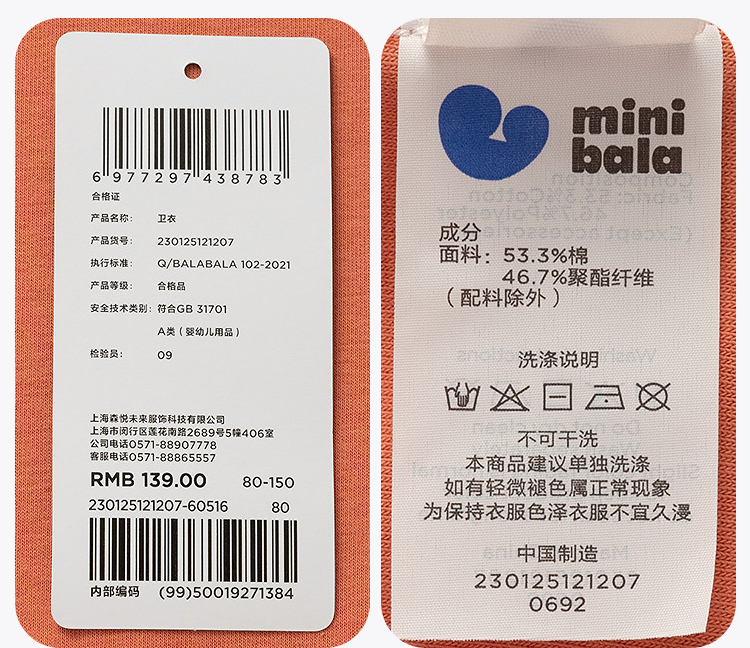 6 977297 438783
合格证
产品名称: 卫衣
产品货号: 230125121207
执行标准: Q/BALABALA 102-2021
产品等级: 合格品
安全技术类别: 符合GB 31701
A类（婴幼儿用品）
检验员: 09
上海森悦未来服饰科技有限公司
上海市闵行区莲花南路2689号5幢406室
公司电话0571-88907778
客服电话0571-88865557
RMB 139.00 80-150
230125121207-60516 80
内部编码 (99)50019271384
mini
bala
成分
面料: 53.3%棉
46.7%聚酯纤维
（配料除外）
洗涤说明
不可干洗
本商品建议单独洗涤
如有轻微褪色属正常现象
为保持衣服色泽衣服不宜久漫
中国制造
230125121207
0692